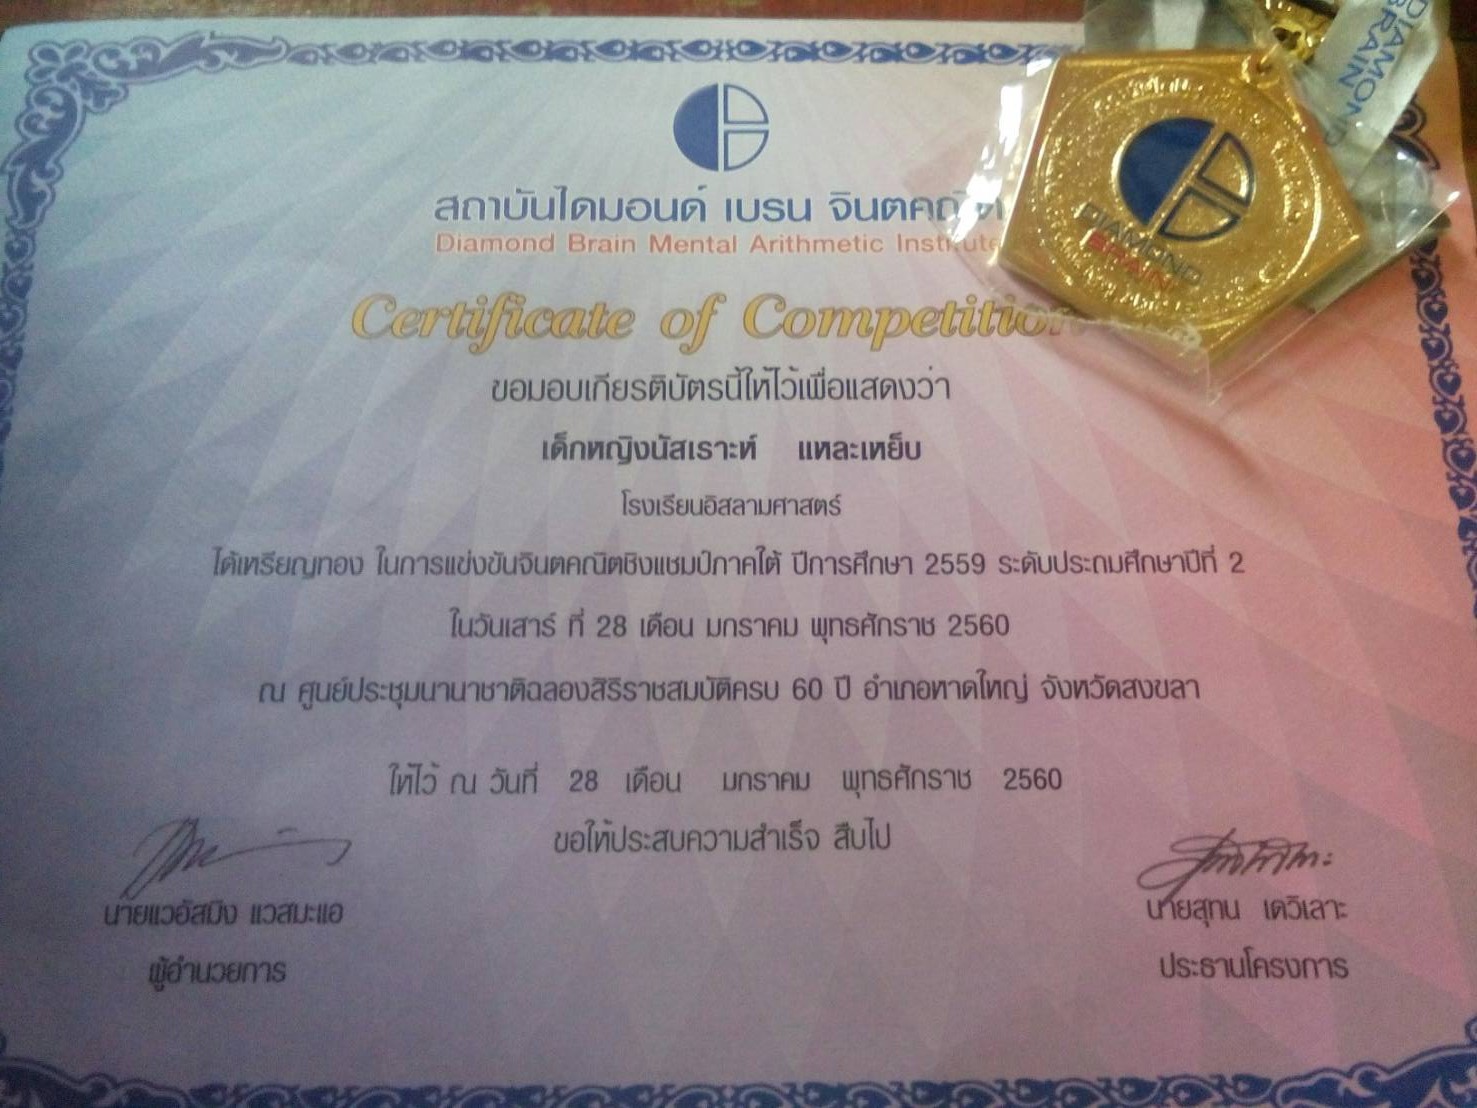 สถาบันไดมอนด์ เบรน จินตคณิต
Diamond Brain Mental Arithmetic Institute
Certificate of Competition
ขอมอบเกียรติบัตรนี้ให้ไว้เพื่อแสดงว่า
เด็กหญิงนัสเราะห์ แหละเหย็บ
โรงเรียนอิสลามศาสตร์
ได้เหรียญทอง ในการแข่งขันจินตคณิตชิงแชมป์ภาคใต้ ปีการศึกษา 2559 ระดับประถมศึกษาปีที่ 2
ในวันเสาร์ ที่ 28 เดือน มกราคม พุทธศักราช 2560
ณ ศูนย์ประชุมนานาชาติฉลองสิริราชสมบัติครบ 60 ปี อำเภอหาดใหญ่ จังหวัดสงขลา
ให้ไว้ ณ วันที่ 28 เดือน มกราคม พุทธศักราช 2560
ขอให้ประสบความสำเร็จ สืบไป
นายแวอัสมิง แวสมะแอ
ผู้อำนวยการ
นายสุทน เดวิเลาะ
ประธานโครงการ
DIAMOND
BRAIN
DIAMOND
BRAIN